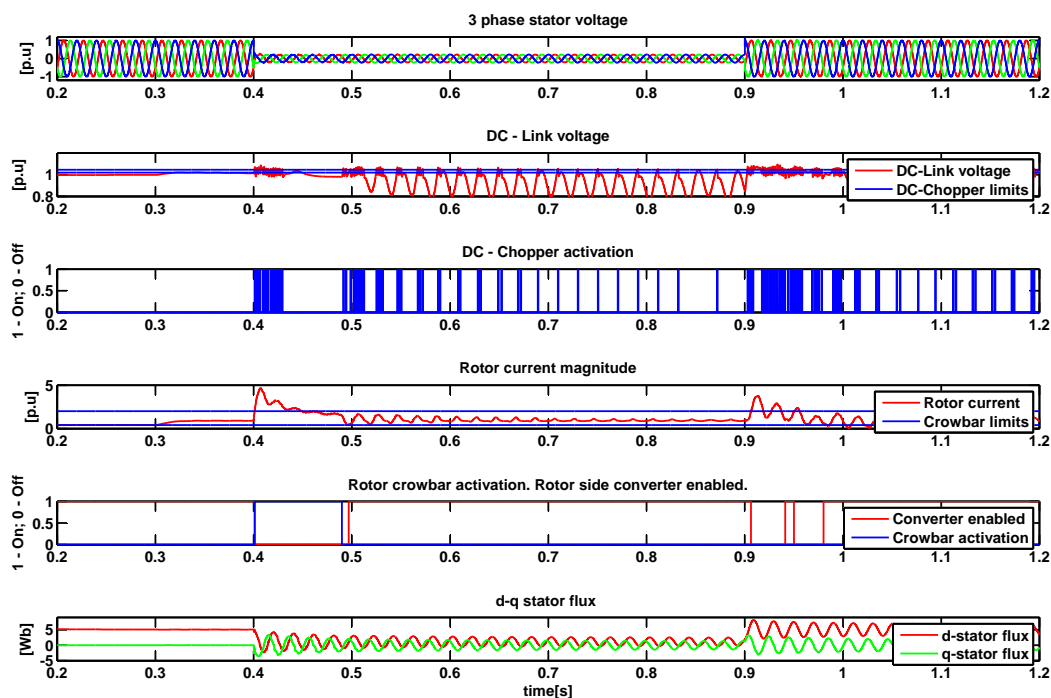 3 phase stator voltage
[p.u]
1
0
-1
0.2 0.3 0.4 0.5 0.6 0.7 0.8 0.9 1 1.1 1.2
DC - Link voltage
[p.u]
1
0.8
DC-Link voltage
DC-Chopper limits
0.2 0.3 0.4 0.5 0.6 0.7 0.8 0.9 1 1.1 1.2
DC - Chopper activation
1 - On; 0 - Off
1
0.5
0
0.2 0.3 0.4 0.5 0.6 0.7 0.8 0.9 1 1.1 1.2
Rotor current magnitude
[p.u]
5
0
Rotor current
Crowbar limits
0.2 0.3 0.4 0.5 0.6 0.7 0.8 0.9 1 1.1 1.2
Rotor crowbar activation. Rotor side converter enabled.
1 - On; 0 - Off
1
0.5
0
Converter enabled
Crowbar activation
0.2 0.3 0.4 0.5 0.6 0.7 0.8 0.9 1 1.1 1.2
d-q stator flux
[Wb]
5
0
-5
d-stator flux
q-stator flux
0.2 0.3 0.4 0.5 0.6 0.7 0.8 0.9 1 1.1 1.2
time[s]